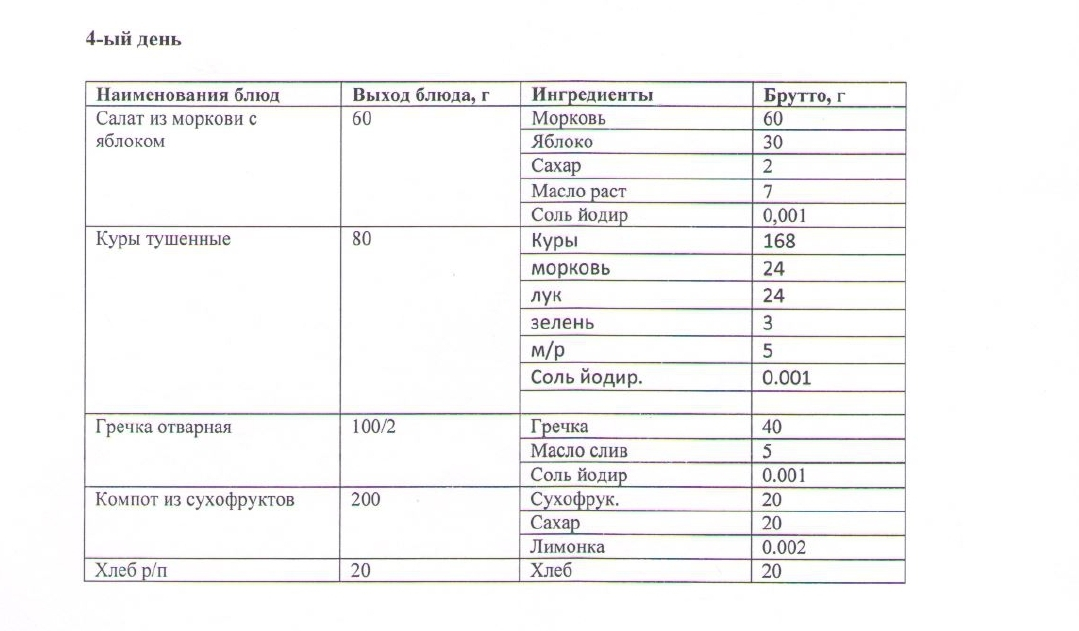 4-ый день
Наименования блюд Выход блюда, г Ингредиенты Брутто, г
Салат из моркови с яблоком 60 Морковь 60
Яблоко 30
Сахар 2
Масло раст 7
Соль йодир 0,001
Куры тушенные 80 Куры 168
морковь 24
лук 24
зелень 3
м/р 5
Соль йодир. 0.001
Гречка отварная 100/2 Гречка 40
Масло слив 5
Соль йодир 0.001
Компот из сухофруктов 200 Сухофрук. 20
Сахар 20
Лимонка 0.002
Хлеб р/п 20 Хлеб 20